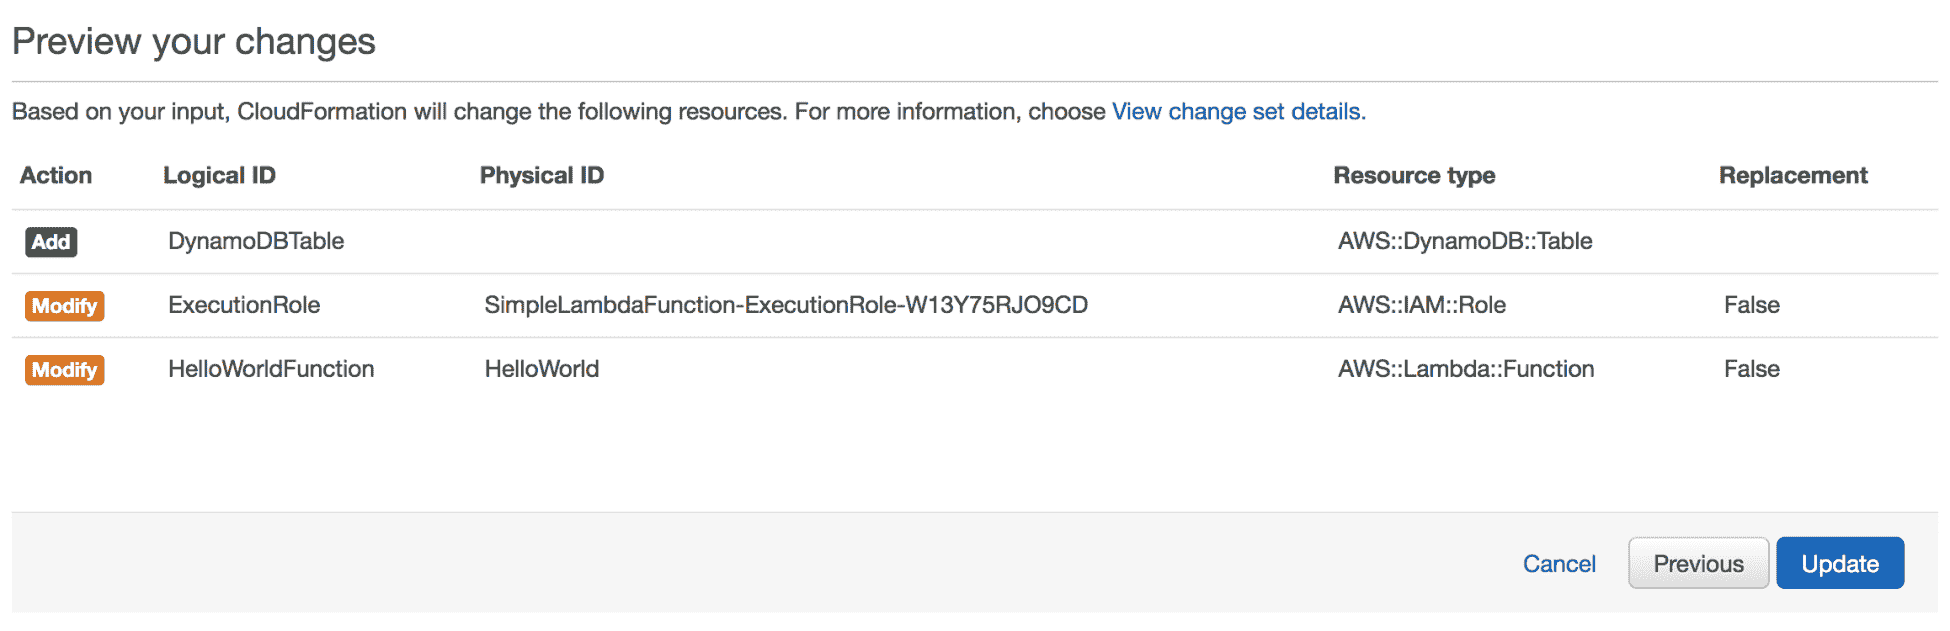 Preview your changes
Based on your input, CloudFormation will change the following resources. For more information, choose View change set details.
Action Logical ID Physical ID Resource type Replacement
Add DynamoDBTable AWS::DynamoDB::Table
Modify ExecutionRole SimpleLambdaFunction-ExecutionRole-W13Y75RJO9CD AWS::IAM::Role False
Modify HelloWorldFunction HelloWorld AWS::Lambda::Function False
Cancel Previous Update